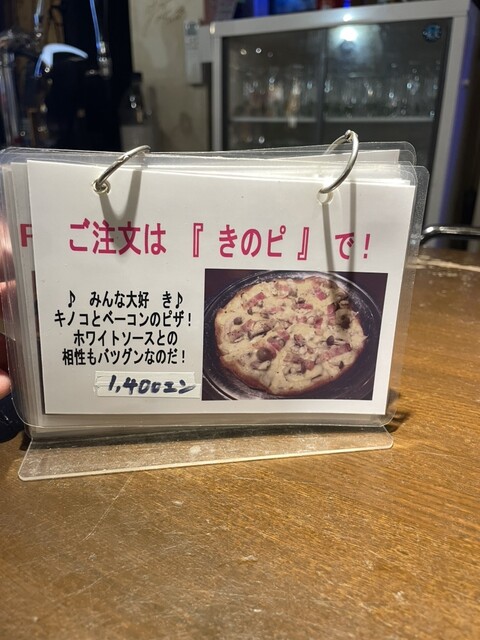 ご注文は 『 きのピ 』 で！
♪ みんな大好 き♪
キノコとベーコンのピザ！
ホワイトソースとの
相性もバツグンなのだ！
1,400エン